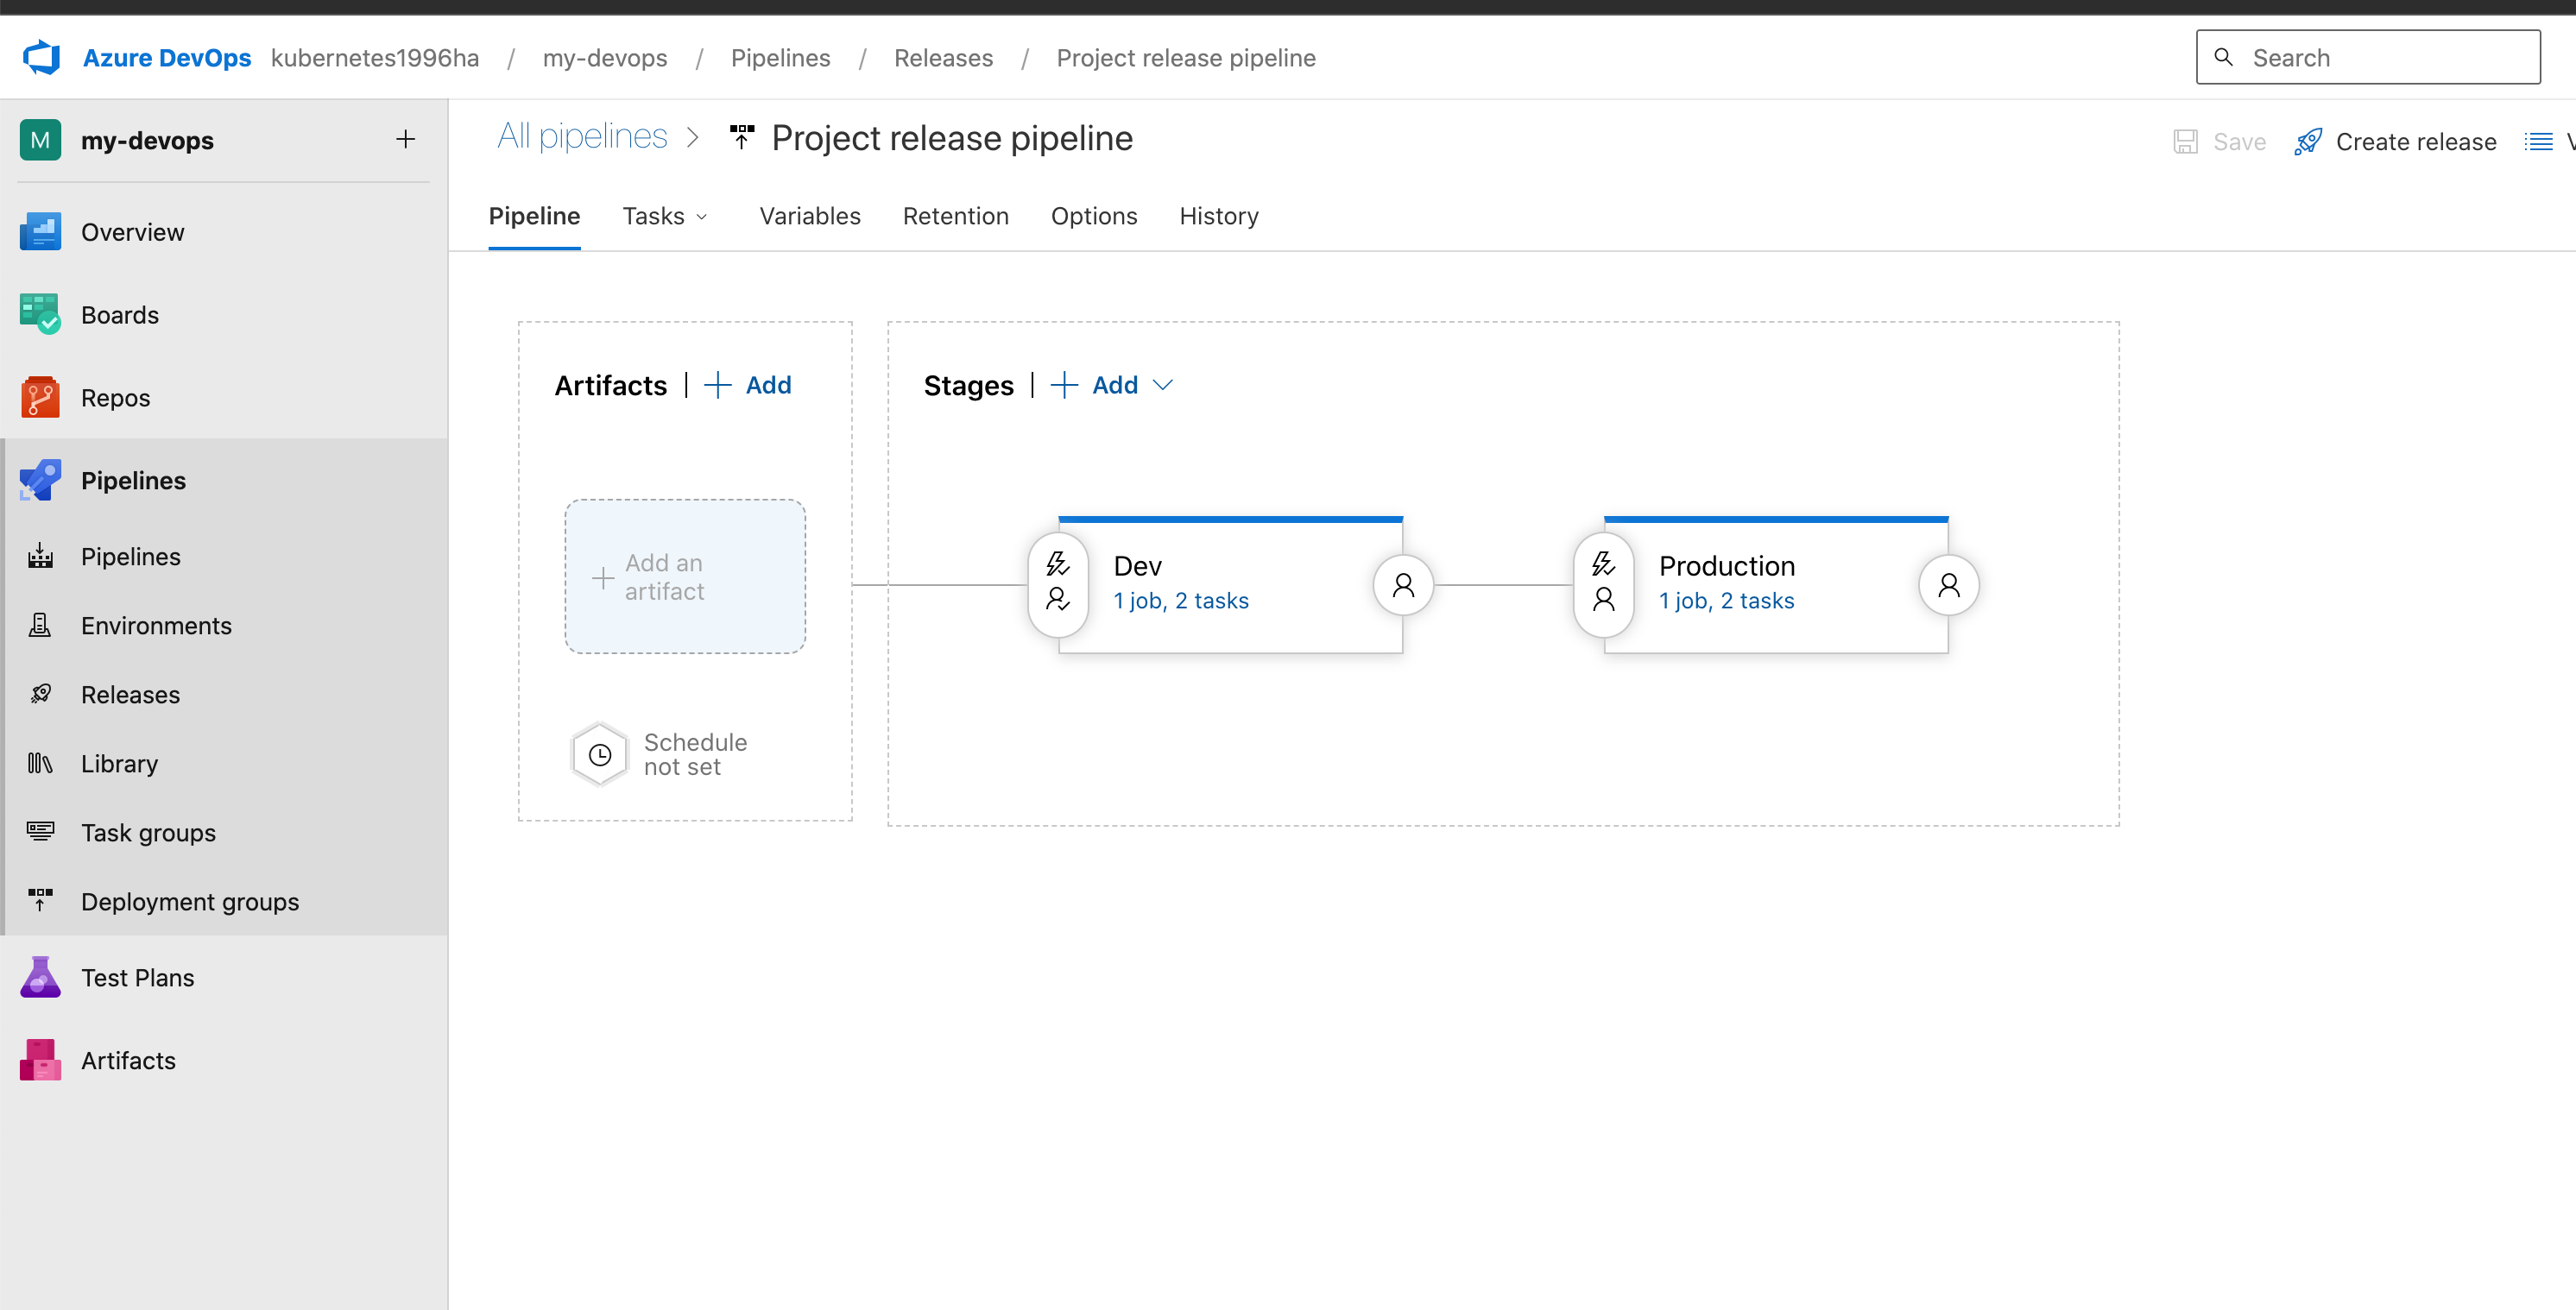 Azure DevOps kubernetes1996ha / my-devops / Pipelines / Releases / Project release pipeline
Search
M my-devops
Overview
Boards
Repos
Pipelines
Pipelines
Environments
Releases
Library
Task groups
Deployment groups
Test Plans
Artifacts
All pipelines > Project release pipeline
Save Create release
Pipeline Tasks Variables Retention Options History
Artifacts | + Add
Add an
artifact
Schedule
not set
Stages | + Add
Dev
1 job, 2 tasks
Production
1 job, 2 tasks